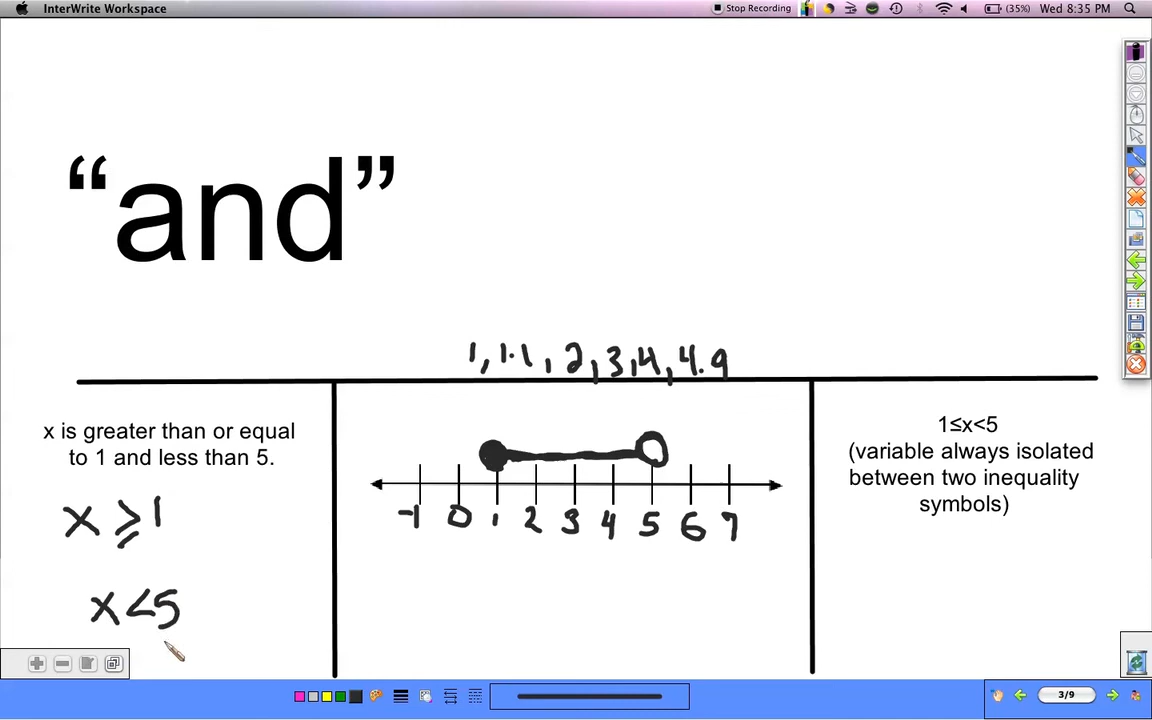 InterWrite Workspace
Stop Recording
(35%)
Wed 8:35 PM
“and”
1, 1.1, 2, 3, 4, 4.9
x is greater than or equal
to 1 and less than 5.
x ≥ 1
x < 5
-1 0 1 2 3 4 5 6 7
1≤x<5
(variable always isolated
between two inequality
symbols)
3/9